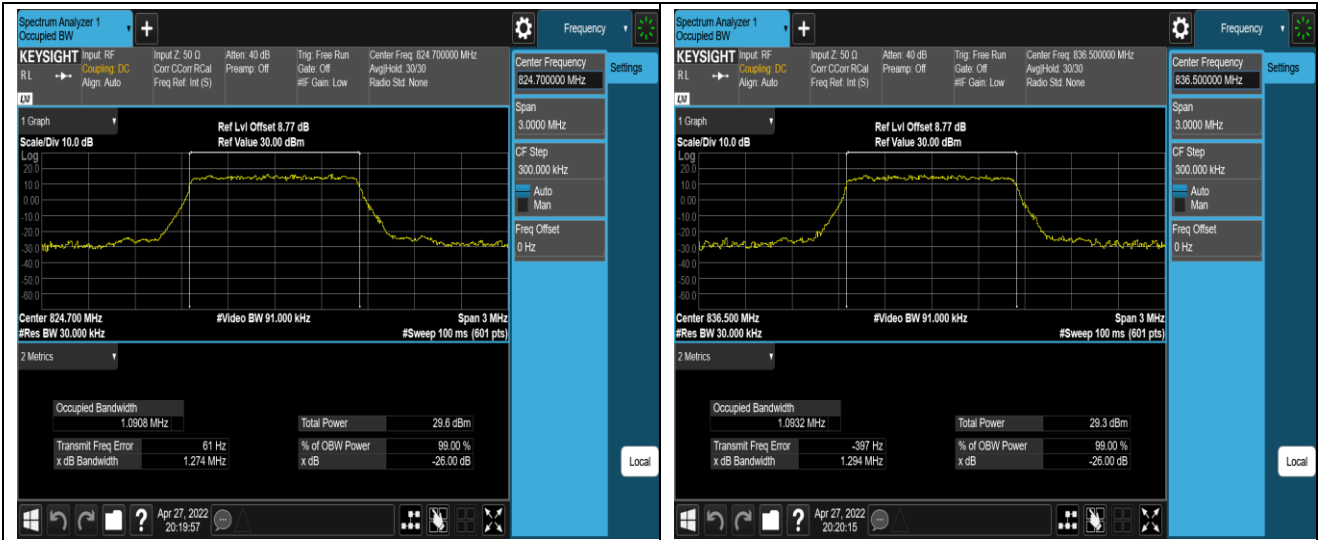 Spectrum Analyzer 1
Occupied BW
+
Frequency
KEYSIGHT Input: RF Input Z: 50 Ω Atten: 40 dB Trig: Free Run Center Freq: 824.700000 MHz
RL Coupling: DC Corr CCorr RCal Preamp: Off Gate: Off Avg|Hold: 30/30
Align: Auto Freq Ref: Int (S) #IF Gain: Low Radio Std: None
LXI
Center Frequency
824.700000 MHz
Settings
Span
3.0000 MHz
CF Step
300.000 kHz
Auto
Man
Freq Offset
0 Hz
Local
1 Graph
Ref Lvl Offset 8.77 dB
Scale/Div 10.0 dB Ref Value 30.00 dBm
Log
20.0
10.0
0.00
-10.0
-20.0
-30.0
-40.0
-50.0
-60.0
Center 824.700 MHz #Video BW 91.000 kHz Span 3 MHz
#Res BW 30.000 kHz #Sweep 100 ms (601 pts)
2 Metrics
Occupied Bandwidth
1.0908 MHz Total Power 29.6 dBm
Transmit Freq Error 61 Hz % of OBW Power 99.00 %
x dB Bandwidth 1.274 MHz x dB -26.00 dB
? Apr 27, 2022
20:19:57
Spectrum Analyzer 1
Occupied BW
+
Frequency
KEYSIGHT Input: RF Input Z: 50 Ω Atten: 40 dB Trig: Free Run Center Freq: 836.500000 MHz
RL Coupling: DC Corr CCorr RCal Preamp: Off Gate: Off Avg|Hold: 30/30
Align: Auto Freq Ref: Int (S) #IF Gain: Low Radio Std: None
LXI
Center Frequency
836.500000 MHz
Settings
Span
3.0000 MHz
CF Step
300.000 kHz
Auto
Man
Freq Offset
0 Hz
Local
1 Graph
Ref Lvl Offset 8.77 dB
Scale/Div 10.0 dB Ref Value 30.00 dBm
Log
20.0
10.0
0.00
-10.0
-20.0
-30.0
-40.0
-50.0
-60.0
Center 836.500 MHz #Video BW 91.000 kHz Span 3 MHz
#Res BW 30.000 kHz #Sweep 100 ms (601 pts)
2 Metrics
Occupied Bandwidth
1.0932 MHz Total Power 29.3 dBm
Transmit Freq Error -397 Hz % of OBW Power 99.00 %
x dB Bandwidth 1.294 MHz x dB -26.00 dB
? Apr 27, 2022
20:20:15